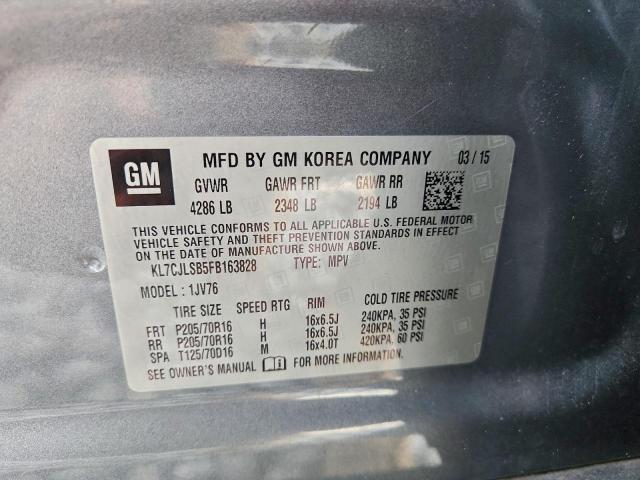 GM
MFD BY GM KOREA COMPANY 03 / 15
GVWR GAWR FRT GAWR RR
4286 LB 2348 LB 2194 LB
THIS VEHICLE CONFORMS TO ALL APPLICABLE U.S. FEDERAL MOTOR
VEHICLE SAFETY AND THEFT PREVENTION STANDARDS IN EFFECT
ON THE DATE OF MANUFACTURE SHOWN ABOVE.
KL7CJLSB5FB163828 TYPE: MPV
MODEL : 1JV76
TIRE SIZE SPEED RTG RIM COLD TIRE PRESSURE
FRT P205/70R16 H 16x6.5J 240KPA, 35 PSI
RR P205/70R16 H 16x6.5J 240KPA, 35 PSI
SPA T125/70D16 M 16x4.0T 420KPA, 60 PSI
SEE OWNER'S MANUAL FOR MORE INFORMATION.